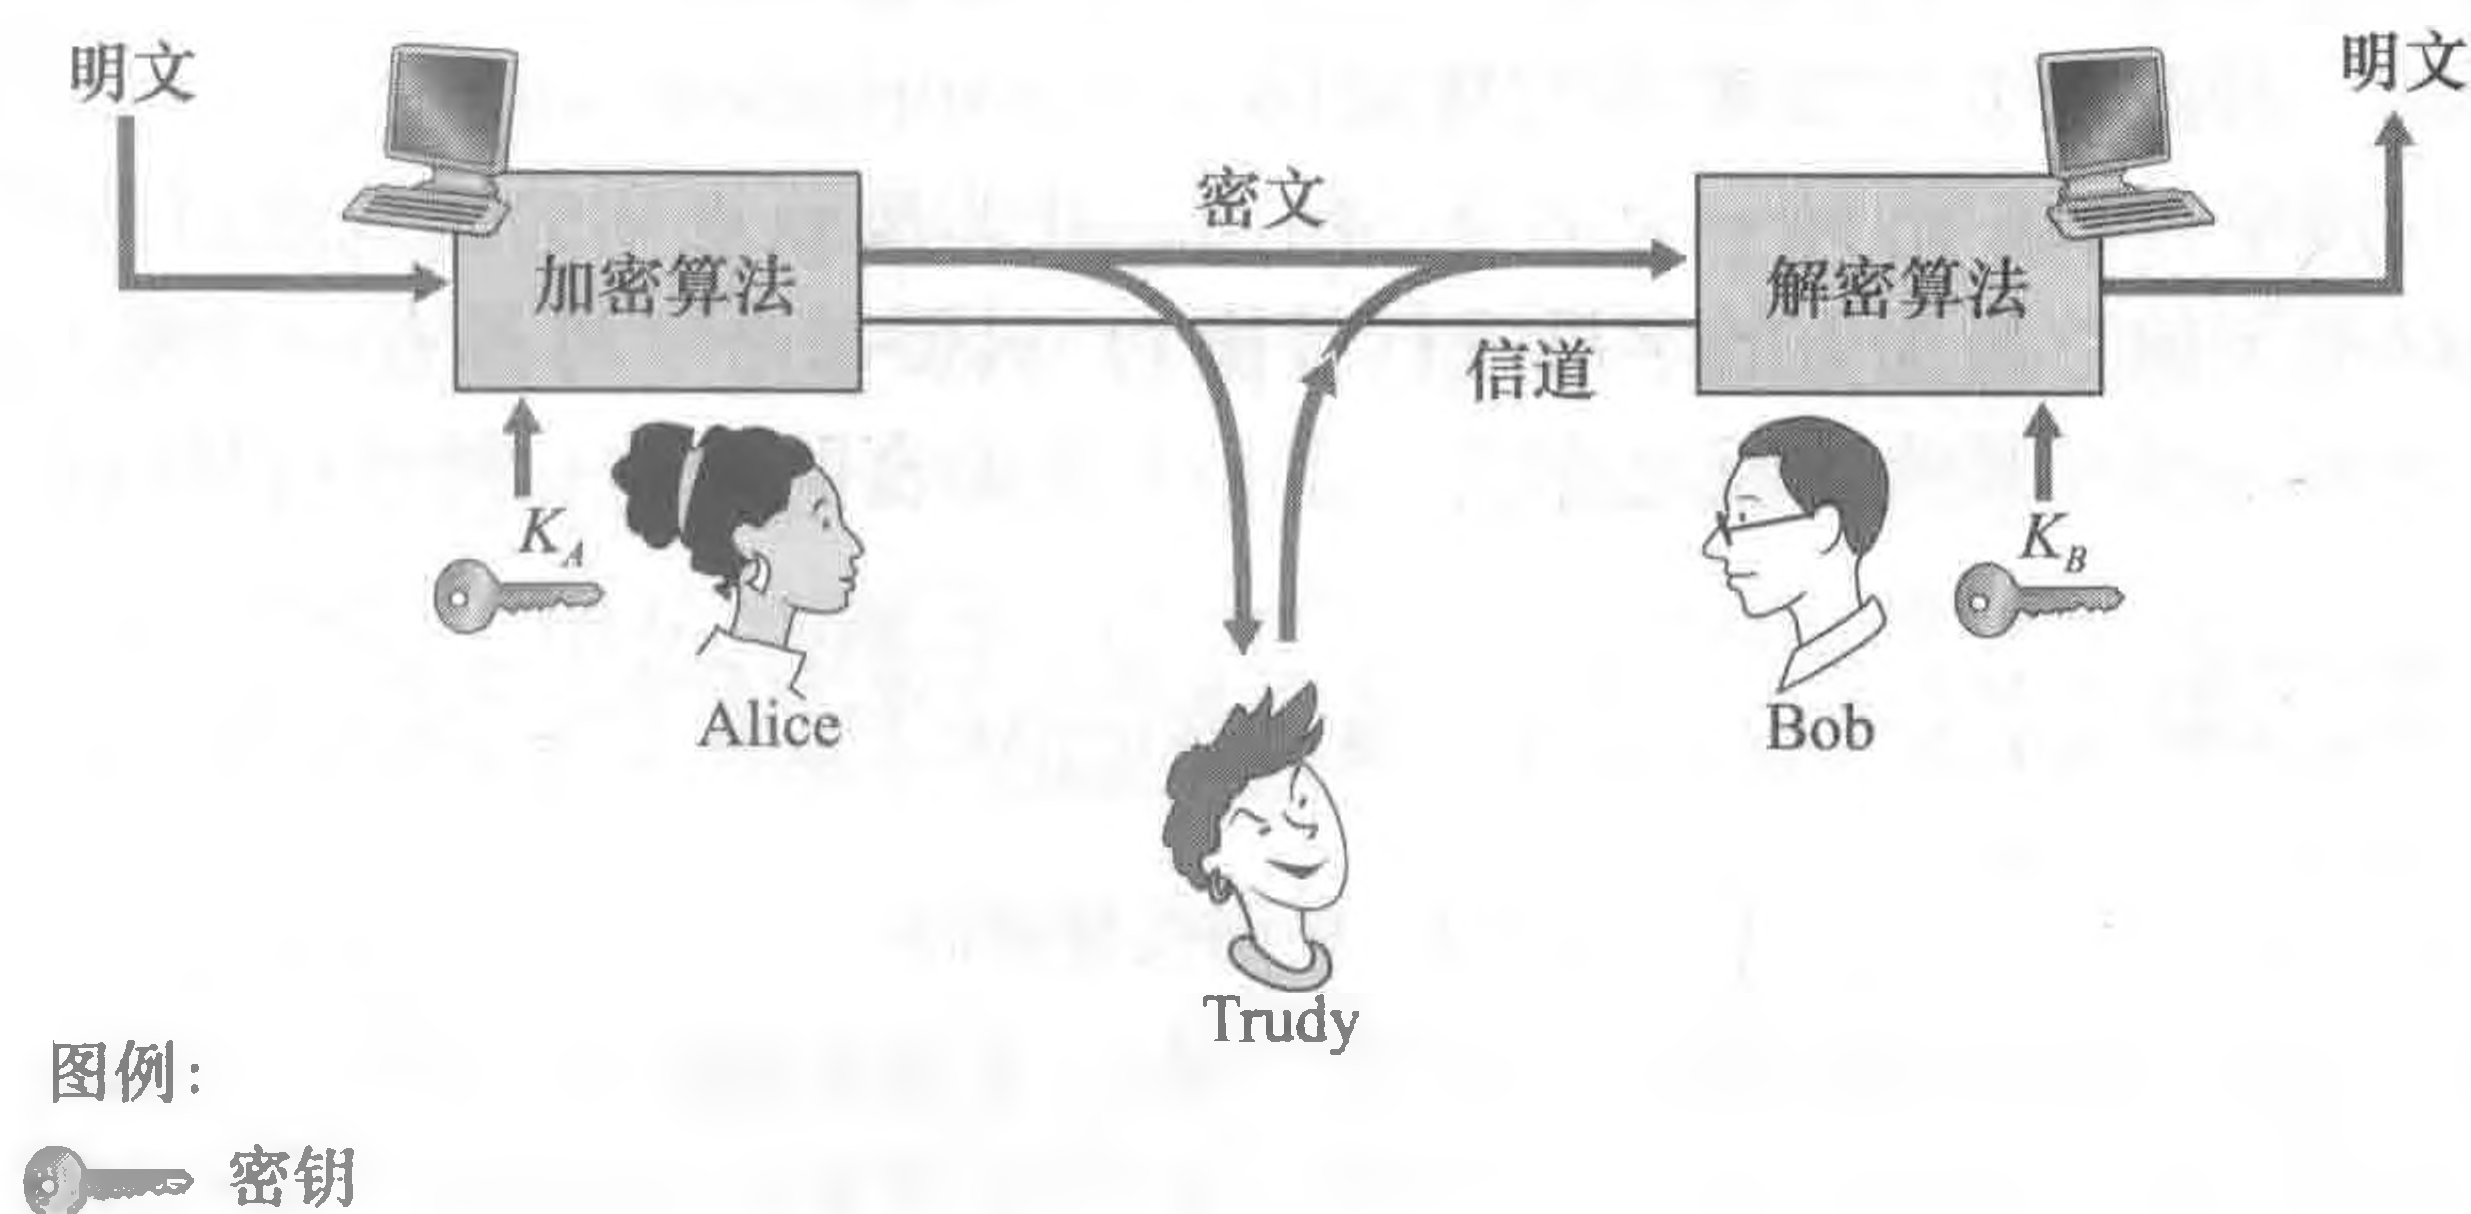 明文
明文
密文
加密算法
解密算法
信道
K_A
K_B
Alice
Bob
Trudy
图例:
密钥